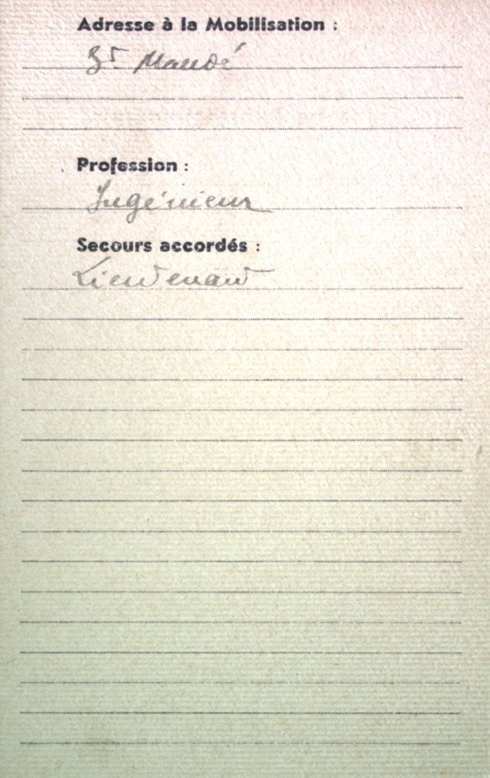 Adresse à la Mobilisation :
St Mandé
Profession :
Ingénieur
Secours accordés :
Lieutenant